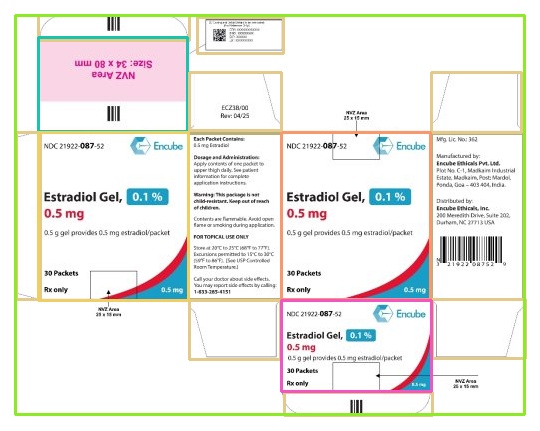 NVZ Area
Size: 34 x 80 mm
ECZ38/00
Rev: 04/25
NVZ Area
25 x 15 mm
NDC 21922-087-52
Encube
Estradiol Gel, 0.1 %
0.5 mg
0.5 g gel provides 0.5 mg estradiol/packet
30 Packets
Rx only
0.5 mg
NVZ Area
25 x 15 mm
Each Packet Contains:
0.5 mg Estradiol
Dosage and Administration:
Apply contents of one packet to
upper thigh daily. See patient
information for complete
application instructions.
Warning: This package is not
child-resistant. Keep out of reach
of children.
Contents are flammable. Avoid open
flame or smoking during application.
FOR TOPICAL USE ONLY
Store at 20°C to 25°C (68°F to 77°F).
Excursions permitted to 15°C to 30°C
(59°F to 86°F). [See USP Controlled
Room Temperature.]
Call your doctor about side effects.
You may report side effects by calling:
1-833-285-4151
NDC 21922-087-52
Encube
Estradiol Gel, 0.1 %
0.5 mg
0.5 g gel provides 0.5 mg estradiol/packet
30 Packets
Rx only
0.5 mg
Mfg. Lic. No.: 362
Manufactured by:
Encube Ethicals Pvt. Ltd.
Plot No. C-1, Madkaim Industrial
Estate, Madkaim, Post: Mardol,
Ponda, Goa – 403 404, India.
Distributed by:
Encube Ethicals, Inc.
200 Meredith Drive, Suite 202,
Durham, NC 27713 USA
N
3 21922 08752 9
NDC 21922-087-52
Encube
Estradiol Gel, 0.1 %
0.5 mg
0.5 g gel provides 0.5 mg estradiol/packet
30 Packets
Rx only
0.5 mg
NVZ Area
25 x 15 mm